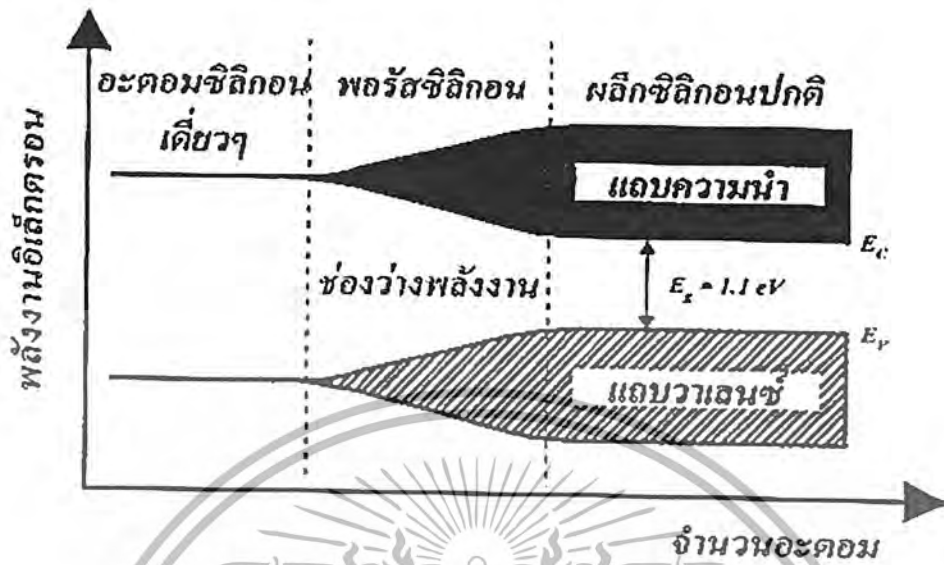 อะตอมซิลิกอน
เดี่ยวๆ
พอรัสซิลิกอน
ผลึกซิลิกอนปกติ
แถบความนำ
E_c
ช่องว่างพลังงาน
E_g = 1.1 eV
E_v
แถบวาเลนซ์
พลังงานอิเล็กตรอน
จำนวนอะตอม